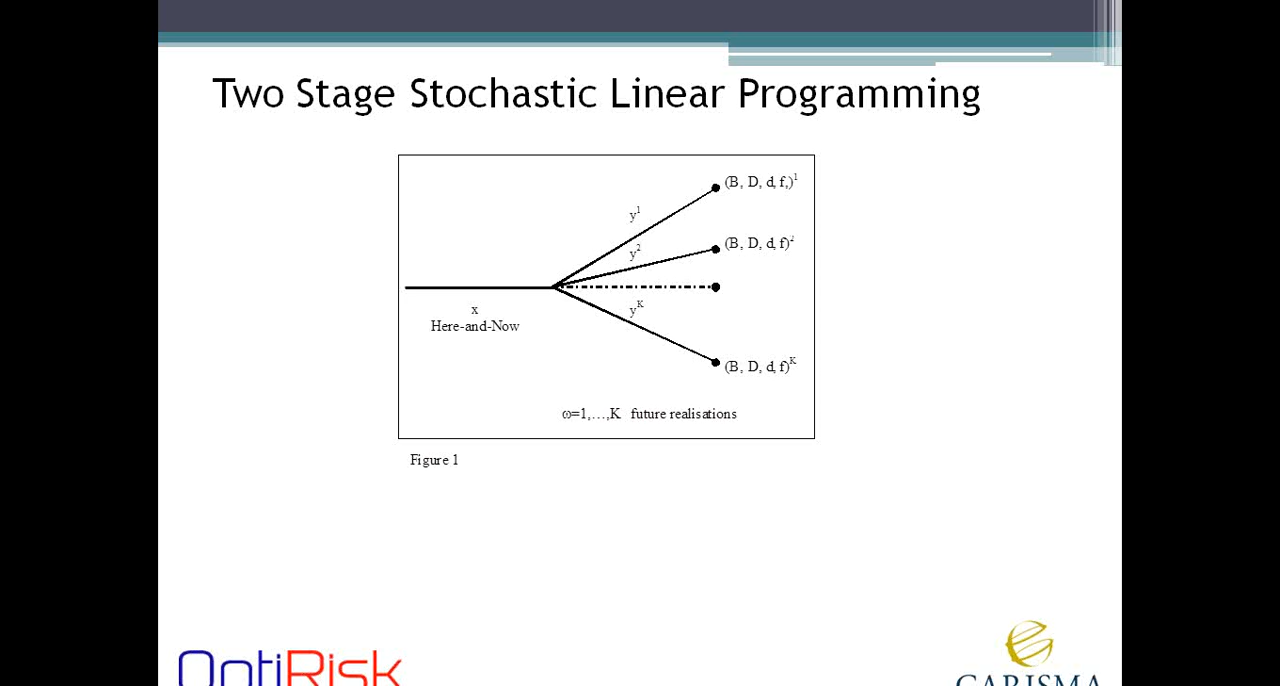 Two Stage Stochastic Linear Programming
(B, D, d, f,)¹
y¹
(B, D, d, f)²
y²
x
yᴷ
Here-and-Now
(B, D, d, f)ᴷ
ω=1,…,K future realisations
Figure 1
OptiRisk
CARISMA